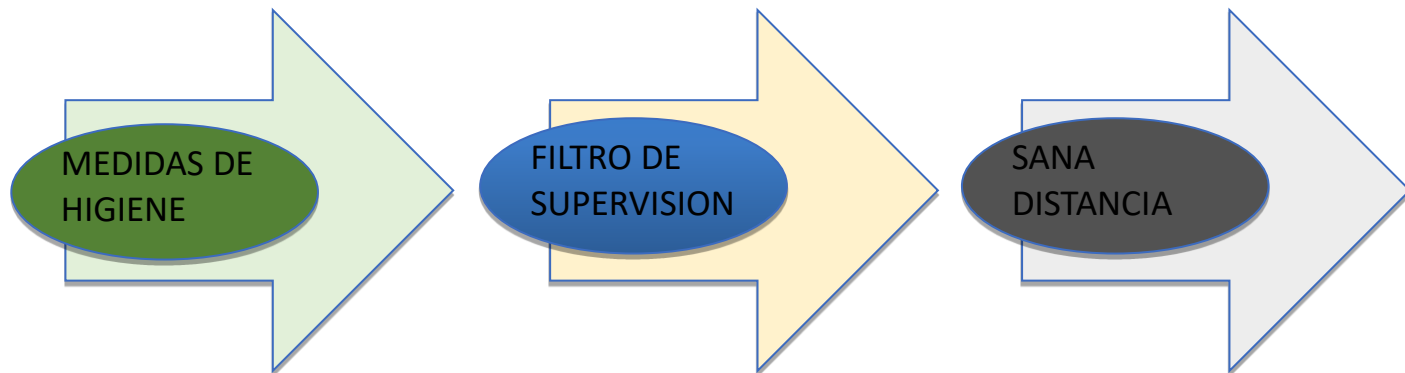 MEDIDAS DE
HIGIENE
FILTRO DE
SUPERVISION
SANA
DISTANCIA